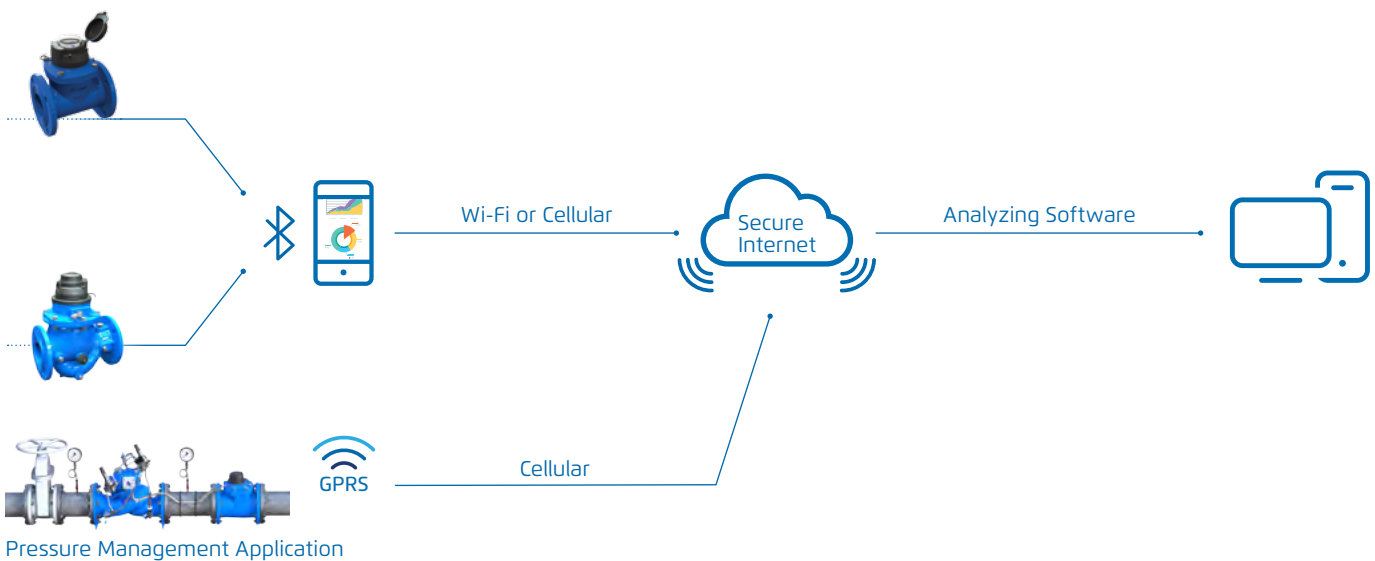 Wi-Fi or Cellular
Secure
Internet
Analyzing Software
GPRS
Cellular
Pressure Management Application